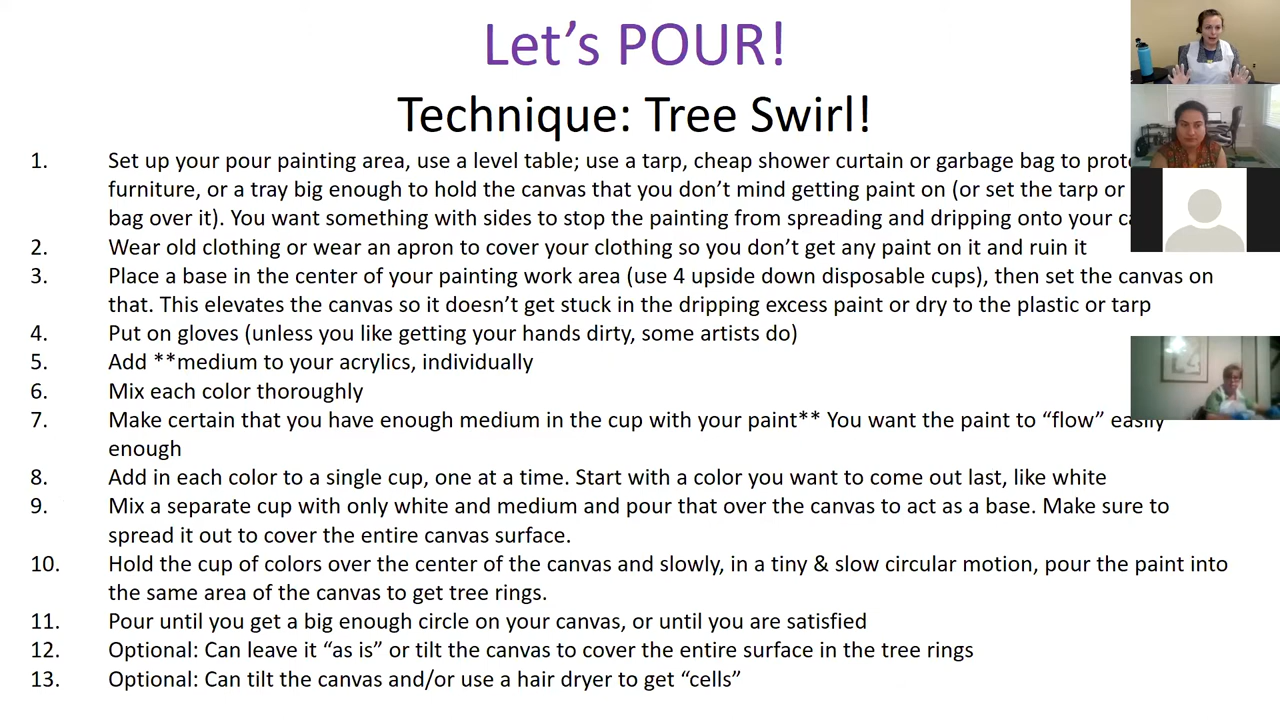 Let's POUR!
Technique: Tree Swirl!
1. Set up your pour painting area, use a level table; use a tarp, cheap shower curtain or garbage bag to prote
furniture, or a tray big enough to hold the canvas that you don't mind getting paint on (or set the tarp or
bag over it). You want something with sides to stop the painting from spreading and dripping onto your ca
2. Wear old clothing or wear an apron to cover your clothing so you don't get any paint on it and ruin it
3. Place a base in the center of your painting work area (use 4 upside down disposable cups), then set the canvas on
that. This elevates the canvas so it doesn't get stuck in the dripping excess paint or dry to the plastic or tarp
4. Put on gloves (unless you like getting your hands dirty, some artists do)
5. Add **medium to your acrylics, individually
6. Mix each color thoroughly
7. Make certain that you have enough medium in the cup with your paint** You want the paint to “flow” easily
enough
8. Add in each color to a single cup, one at a time. Start with a color you want to come out last, like white
9. Mix a separate cup with only white and medium and pour that over the canvas to act as a base. Make sure to
spread it out to cover the entire canvas surface.
10. Hold the cup of colors over the center of the canvas and slowly, in a tiny & slow circular motion, pour the paint into
the same area of the canvas to get tree rings.
11. Pour until you get a big enough circle on your canvas, or until you are satisfied
12. Optional: Can leave it “as is” or tilt the canvas to cover the entire surface in the tree rings
13. Optional: Can tilt the canvas and/or use a hair dryer to get “cells”